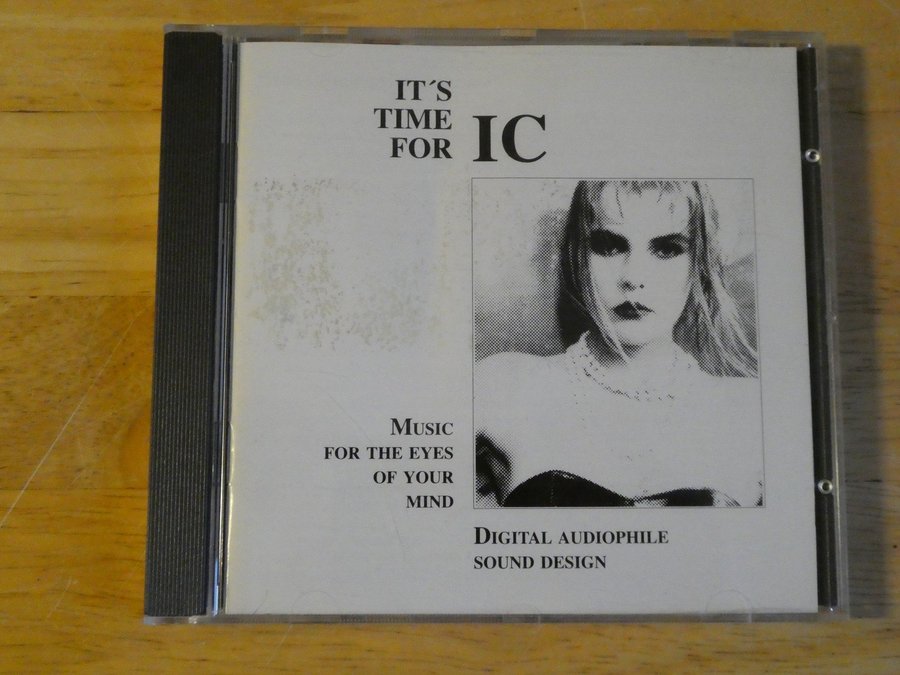 IT´S
TIME
FOR IC
MUSIC
FOR THE EYES
OF YOUR
MIND
DIGITAL AUDIOPHILE
SOUND DESIGN